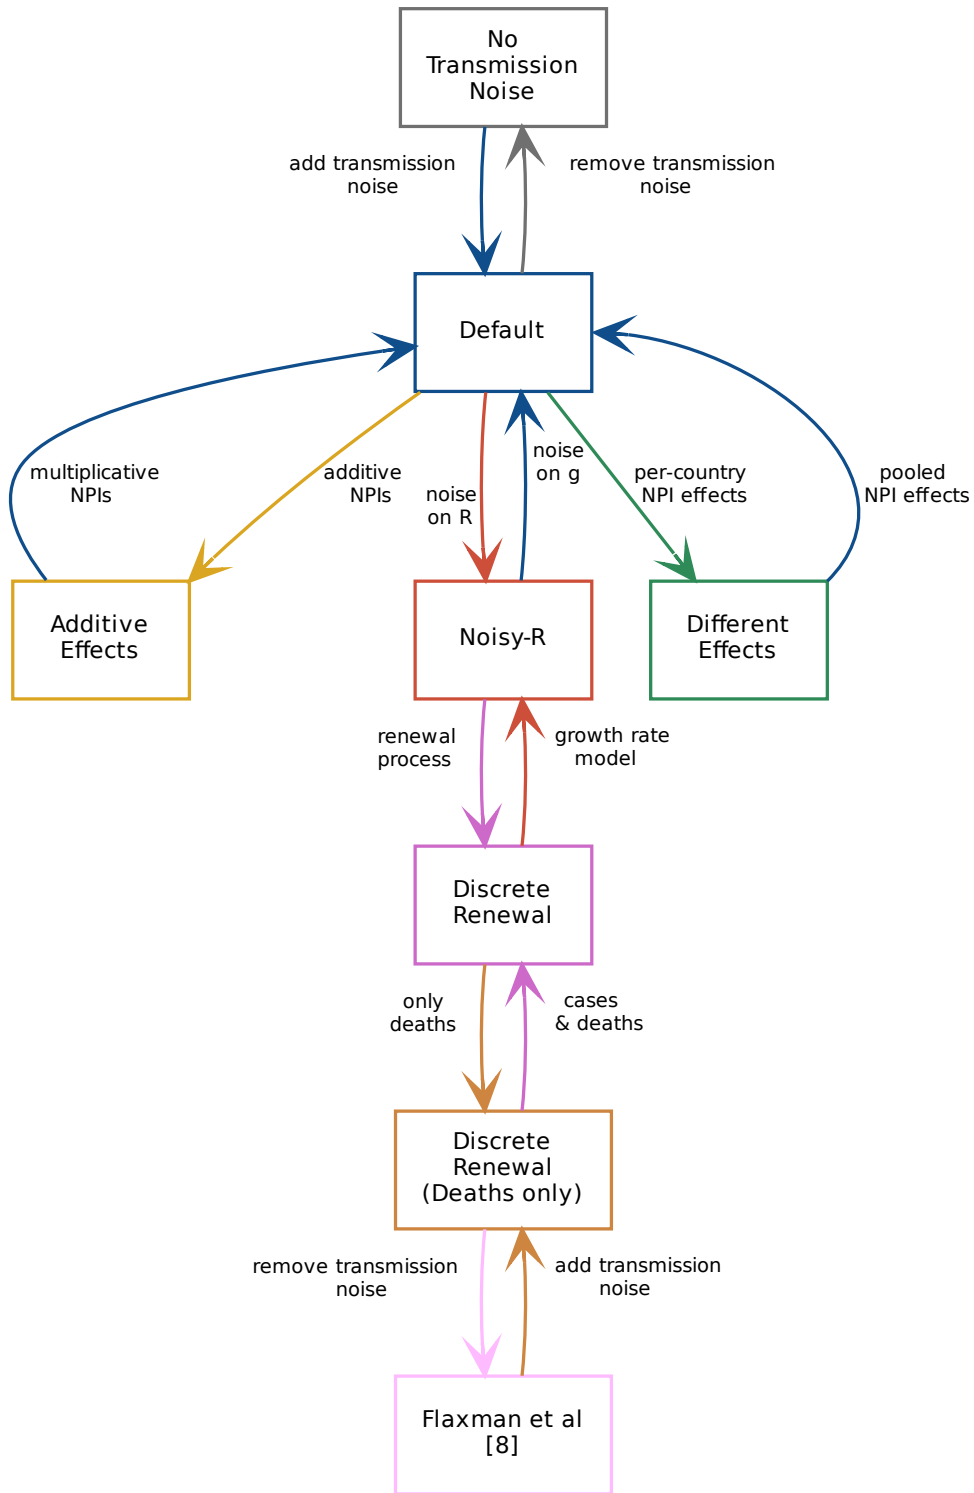 No
Transmission
Noise
add transmission
noise
remove transmission
noise
Default
multiplicative
NPIs
additive
NPIs
noise
on R
noise
on g
per-country
NPI effects
pooled
NPI effects
Additive
Effects
Noisy-R
Different
Effects
renewal
process
growth rate
model
Discrete
Renewal
only
deaths
cases
& deaths
Discrete
Renewal
(Deaths only)
remove transmission
noise
add transmission
noise
Flaxman et al
[8]